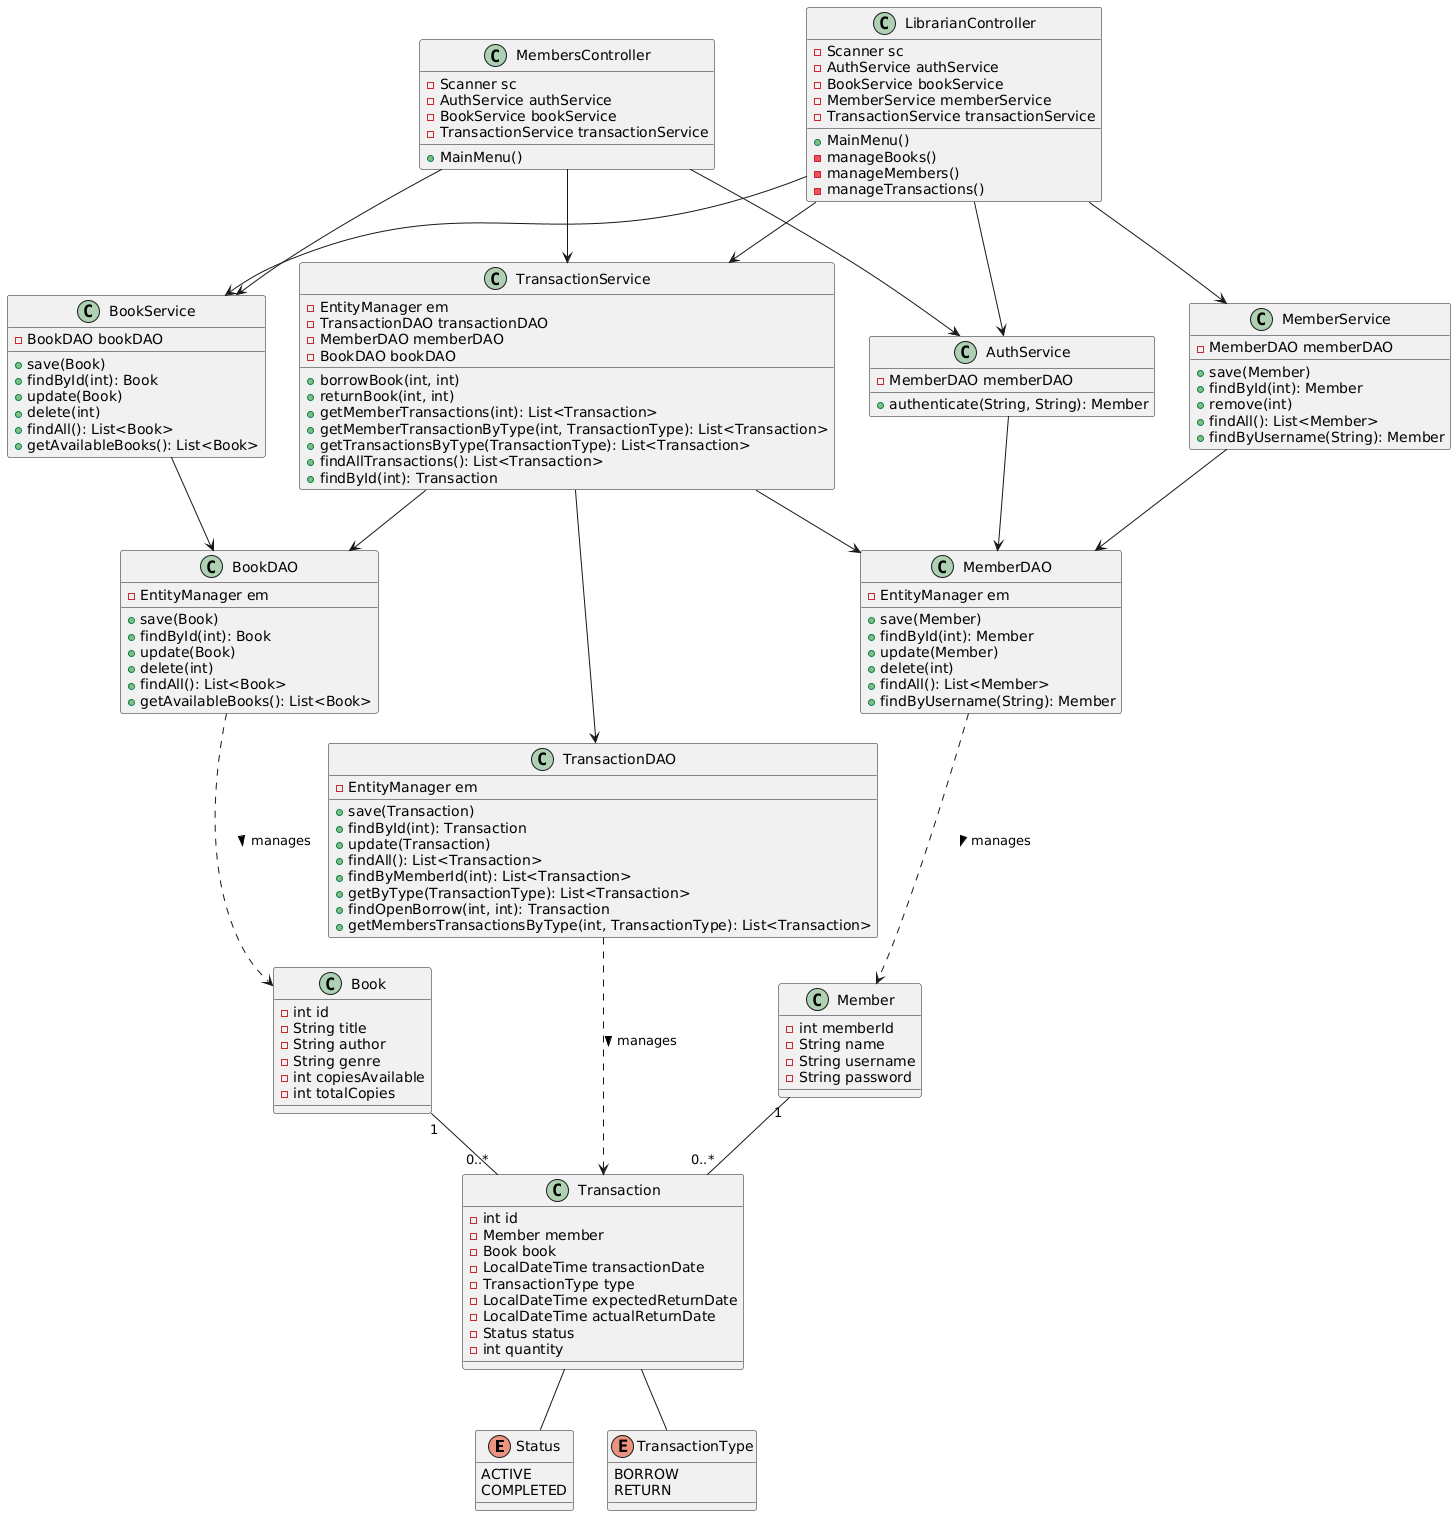 C LibrarianController
Scanner sc
AuthService authService
BookService bookService
MemberService memberService
TransactionService transactionService
MainMenu()
manageBooks()
manageMembers()
manageTransactions()
C MembersController
Scanner sc
AuthService authService
BookService bookService
TransactionService transactionService
MainMenu()
C BookService
BookDAO bookDAO
save(Book)
findById(int): Book
update(Book)
delete(int)
findAll(): List<Book>
getAvailableBooks(): List<Book>
C TransactionService
EntityManager em
TransactionDAO transactionDAO
MemberDAO memberDAO
BookDAO bookDAO
borrowBook(int, int)
returnBook(int, int)
getMemberTransactions(int): List<Transaction>
getMemberTransactionByType(int, TransactionType): List<Transaction>
getTransactionsByType(TransactionType): List<Transaction>
findAllTransactions(): List<Transaction>
findById(int): Transaction
C AuthService
MemberDAO memberDAO
authenticate(String, String): Member
C MemberService
MemberDAO memberDAO
save(Member)
findById(int): Member
remove(int)
findAll(): List<Member>
findByUsername(String): Member
C BookDAO
EntityManager em
save(Book)
findById(int): Book
update(Book)
delete(int)
findAll(): List<Book>
getAvailableBooks(): List<Book>
C MemberDAO
EntityManager em
save(Member)
findById(int): Member
update(Member)
delete(int)
findAll(): List<Member>
findByUsername(String): Member
C TransactionDAO
EntityManager em
save(Transaction)
findById(int): Transaction
update(Transaction)
findAll(): List<Transaction>
findByMemberId(int): List<Transaction>
getByType(TransactionType): List<Transaction>
findOpenBorrow(int, int): Transaction
getMembersTransactionsByType(int, TransactionType): List<Transaction>
manages
manages
C Book
int id
String title
String author
String genre
int copiesAvailable
int totalCopies
manages
C Member
int memberId
String name
String username
String password
1
0..*
1
0..*
C Transaction
int id
Member member
Book book
LocalDateTime transactionDate
TransactionType type
LocalDateTime expectedReturnDate
LocalDateTime actualReturnDate
Status status
int quantity
E Status
ACTIVE
COMPLETED
E TransactionType
BORROW
RETURN